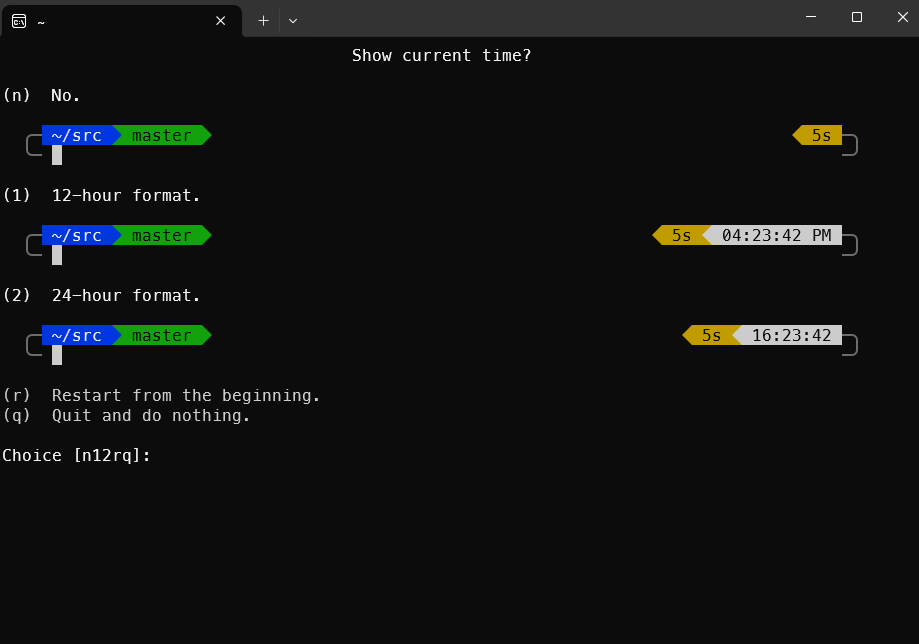 ~
Show current time?
(n) No.
~/src master 5s
(1) 12-hour format.
~/src master 5s 04:23:42 PM
(2) 24-hour format.
~/src master 5s 16:23:42
(r) Restart from the beginning.
(q) Quit and do nothing.
Choice [n12rq]: